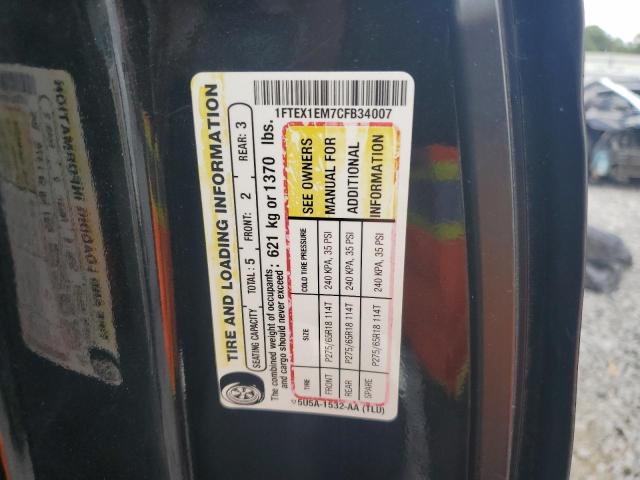 TIRE AND LOADING INFORMATION
SEATING CAPACITY TOTAL: 5 FRONT: 2 REAR: 3
The combined weight of occupants and cargo should never exceed : 621 kg or 1370 lbs.
TIRE SIZE COLD TIRE PRESSURE SEE OWNERS
FRONT P275/65R18 114T 240 KPA, 35 PSI MANUAL FOR
REAR P275/65R18 114T 240 KPA, 35 PSI ADDITIONAL
SPARE P275/65R18 114T 240 KPA, 35 PSI INFORMATION
5U5A-1532-AA (TLU)
1FTEX1EM7CFB34007